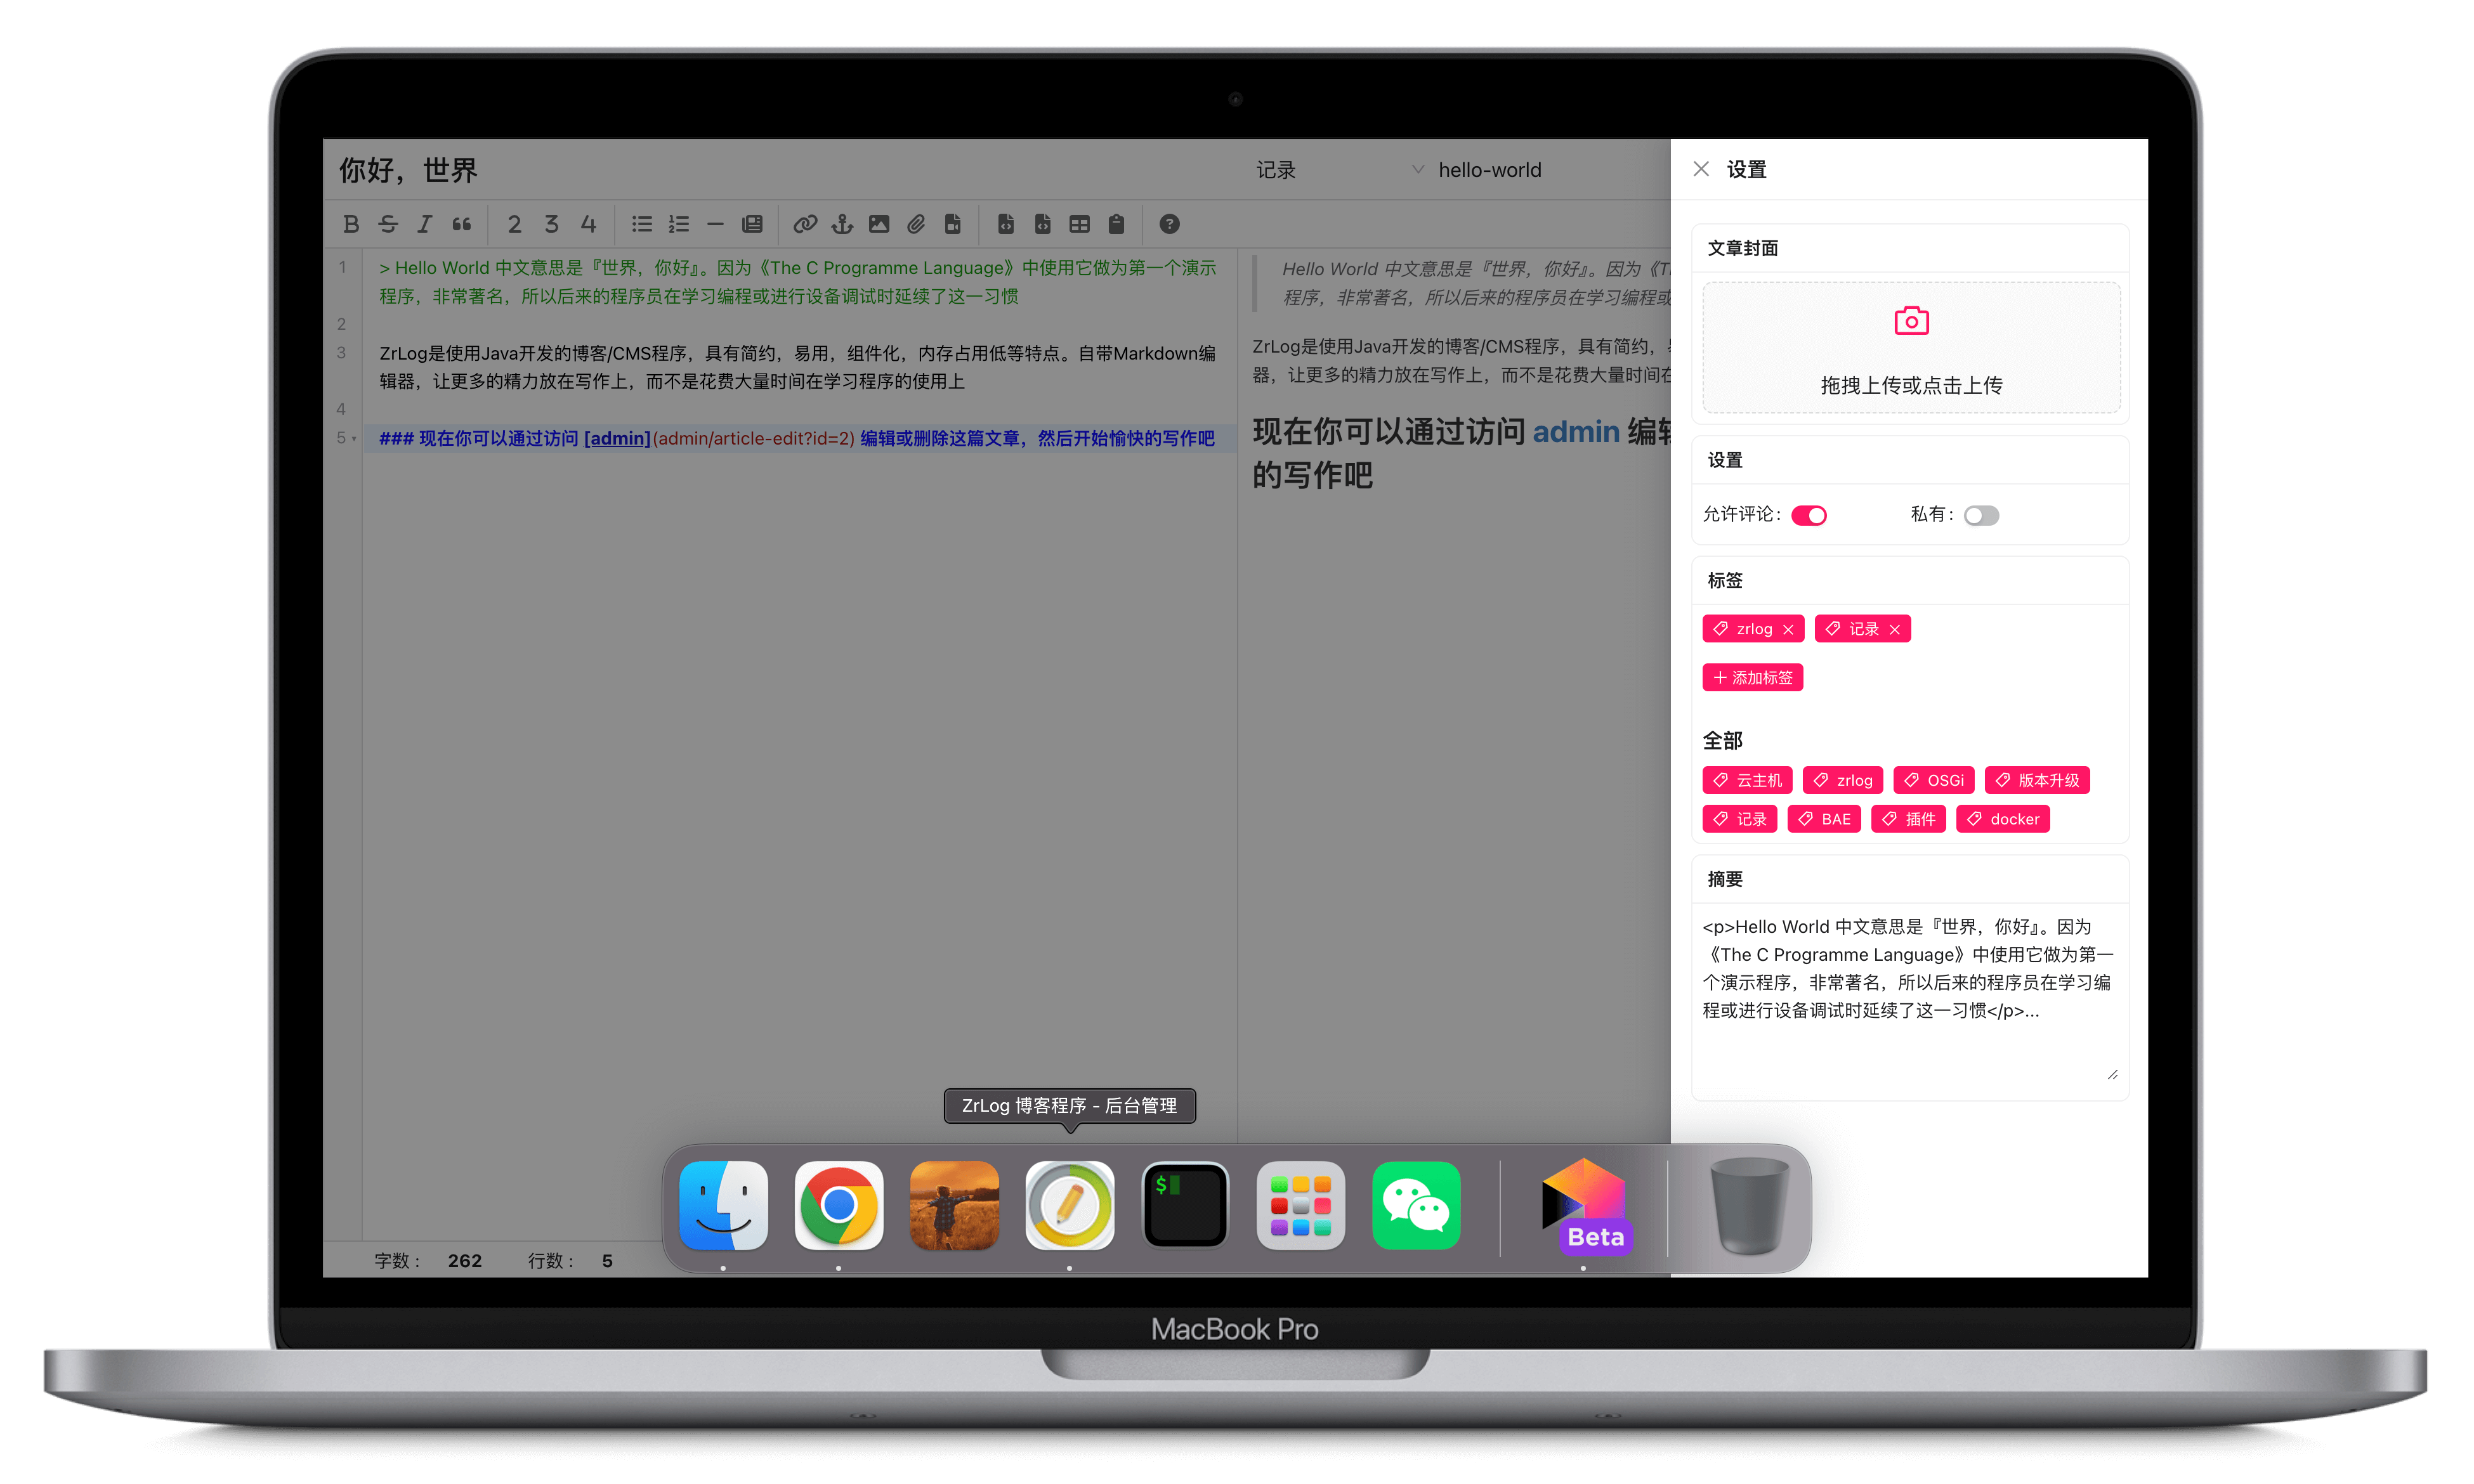 你好，世界
记录
hello-world
设置
B S I 2 3 4
1
> Hello World 中文意思是『世界，你好』。因为《The C Programme Language》中使用它做为第一个演示
程序，非常著名，所以后来的程序员在学习编程或进行设备调试时延续了这一习惯
2
3
ZrLog是使用Java开发的博客/CMS程序，具有简约，易用，组件化，内存占用低等特点。自带Markdown编
辑器，让更多的精力放在写作上，而不是花费大量时间在学习程序的使用上
4
5
### 现在你可以通过访问 [admin](admin/article-edit?id=2) 编辑或删除这篇文章，然后开始愉快的写作吧
Hello World 中文意思是『世界，你好』。因为《T
程序，非常著名，所以后来的程序员在学习编程或
ZrLog是使用Java开发的博客/CMS程序，具有简约，
器，让更多的精力放在写作上，而不是花费大量时间在
现在你可以通过访问 admin 编辑
的写作吧
文章封面
拖拽上传或点击上传
设置
允许评论：
私有：
标签
zrlog
记录
添加标签
全部
云主机 zrlog OSGi 版本升级
记录 BAE 插件 docker
摘要
<p>Hello World 中文意思是『世界，你好』。因为
《The C Programme Language》中使用它做为第一
个演示程序，非常著名，所以后来的程序员在学习编
程或进行设备调试时延续了这一习惯</p>...
ZrLog 博客程序 - 后台管理
$
Beta
字数： 262 行数： 5
MacBook Pro